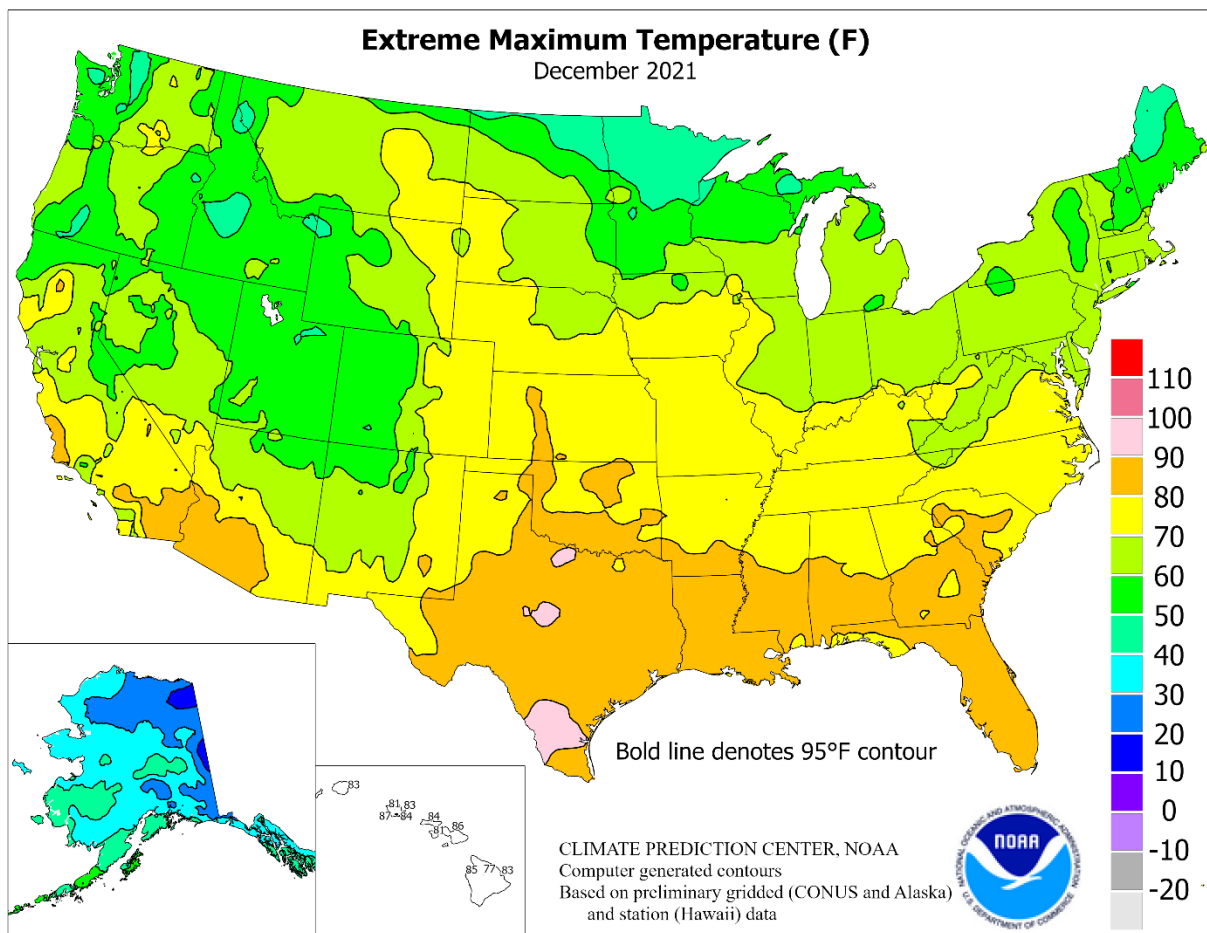 Extreme Maximum Temperature (F)
December 2021
110
100
90
80
70
60
50
40
30
20
10
0
-10
-20
Bold line denotes 95°F contour
83
81 83
87 84
84
81
86
85 77 83
CLIMATE PREDICTION CENTER, NOAA
Computer generated contours
Based on preliminary gridded (CONUS and Alaska)
and station (Hawaii) data
NATIONAL OCEANIC AND ATMOSPHERIC ADMINISTRATION
NOAA
U.S. DEPARTMENT OF COMMERCE